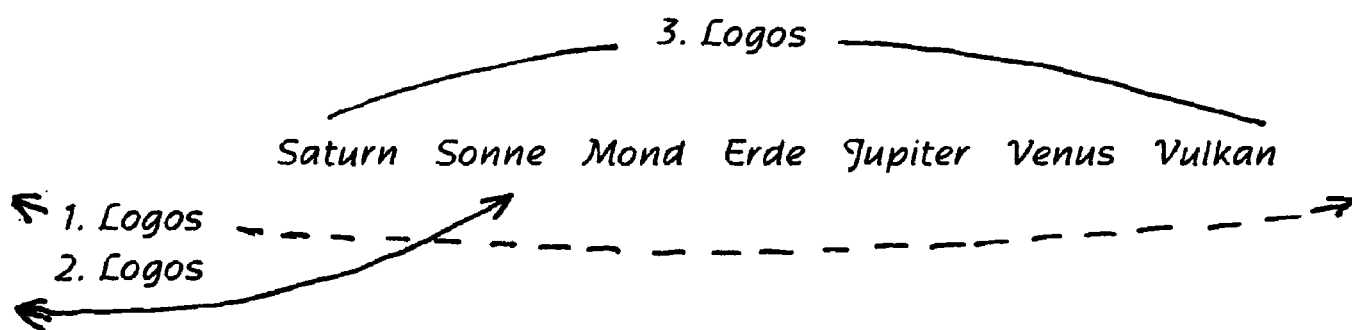 3. Logos
Saturn Sonne Mond Erde Jupiter Venus Vulkan
1. Logos
2. Logos